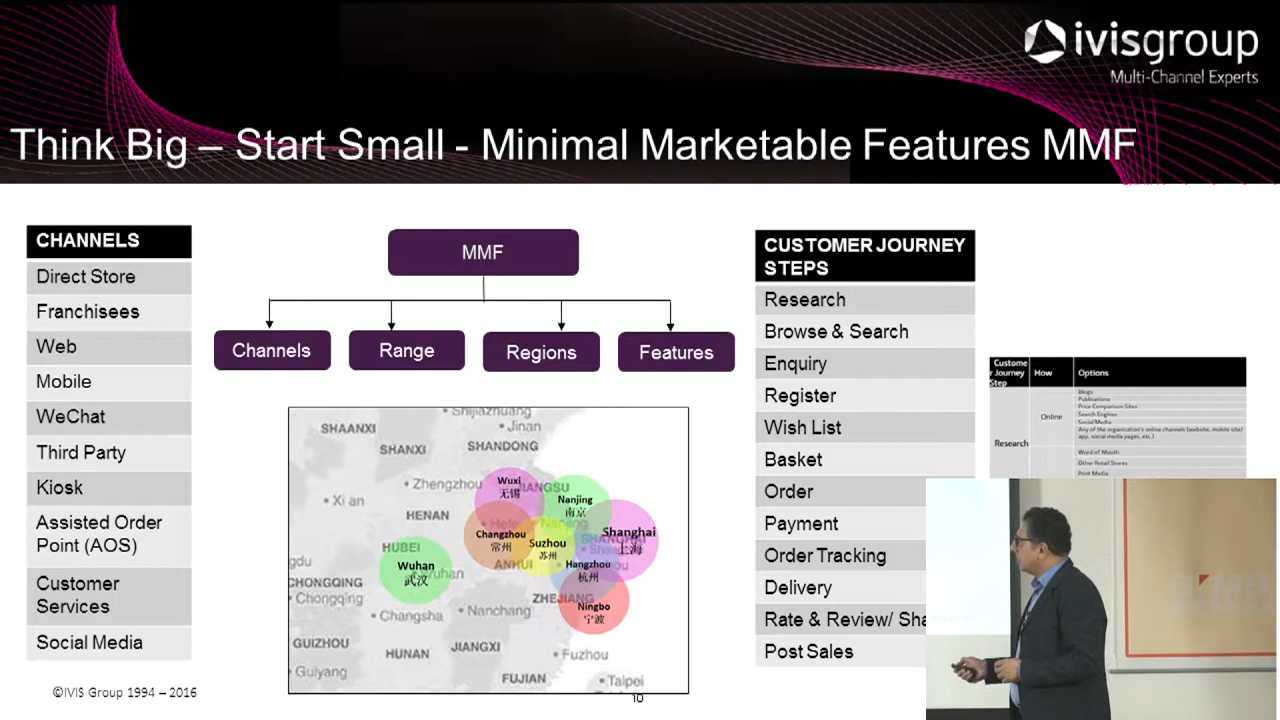 ivisgroup
Multi-Channel Experts
Think Big – Start Small - Minimal Marketable Features MMF
CHANNELS
Direct Store
Franchisees
Web
Mobile
WeChat
Third Party
Kiosk
Assisted Order
Point (AOS)
Customer
Services
Social Media
MMF
Channels
Range
Regions
Features
Shijiazhuang
Jinan
SHAANXI
SHANXI
SHANDONG
Zhengzhou
Xi an
HENAN
Wuxi
无锡
JIANGSU
Nanjing
南京
Changzhou
常州
Suzhou
苏州
Shanghai
上海
HUBEI
ANHUI
Hangzhou
杭州
Wuhan
武汉
Wuhan
gdu
CHONGQING
Chongqing
ZHEJIANG
Ningbo
宁波
Changsha
Nanchang
GUIZHOU
HUNAN
JIANGXI
Fuzhou
Guiyang
FUJIAN
Taipei
CUSTOMER JOURNEY
STEPS
Research
Browse & Search
Enquiry
Register
Wish List
Basket
Order
Payment
Order Tracking
Delivery
Rate & Review/ Sha
Post Sales
Custome
r Journey
Step
How
Options
Research
Online
Blogs
Publications
Price Comparison Sites
Search Engines
Social Media
Any of the organisation's online channels (website, mobile site/
app, social media pages, etc.)
Word of Mouth
Other Retail Stores
Print Media
©IVIS Group 1994 – 2016
10